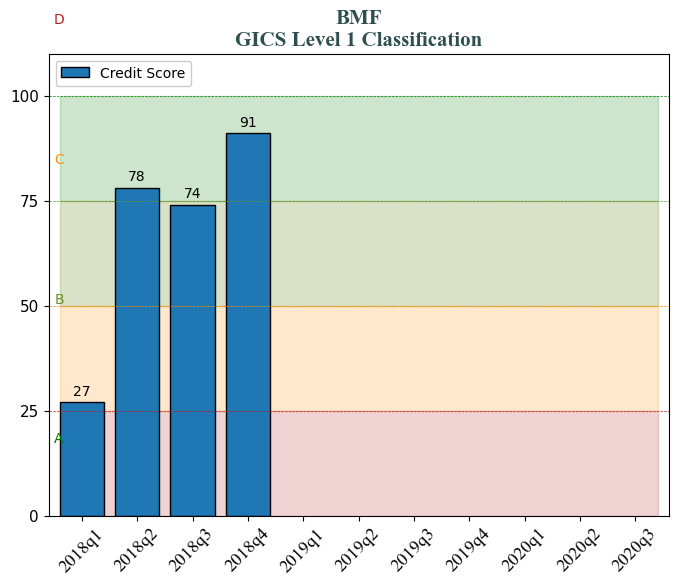 D
BMF
GICS Level 1 Classification
Credit Score
100
91
C
78
74
75
B
50
27
25
A
0
2018q1
2018q2
2018q3
2018q4
2019q1
2019q2
2019q3
2019q4
2020q1
2020q2
2020q3